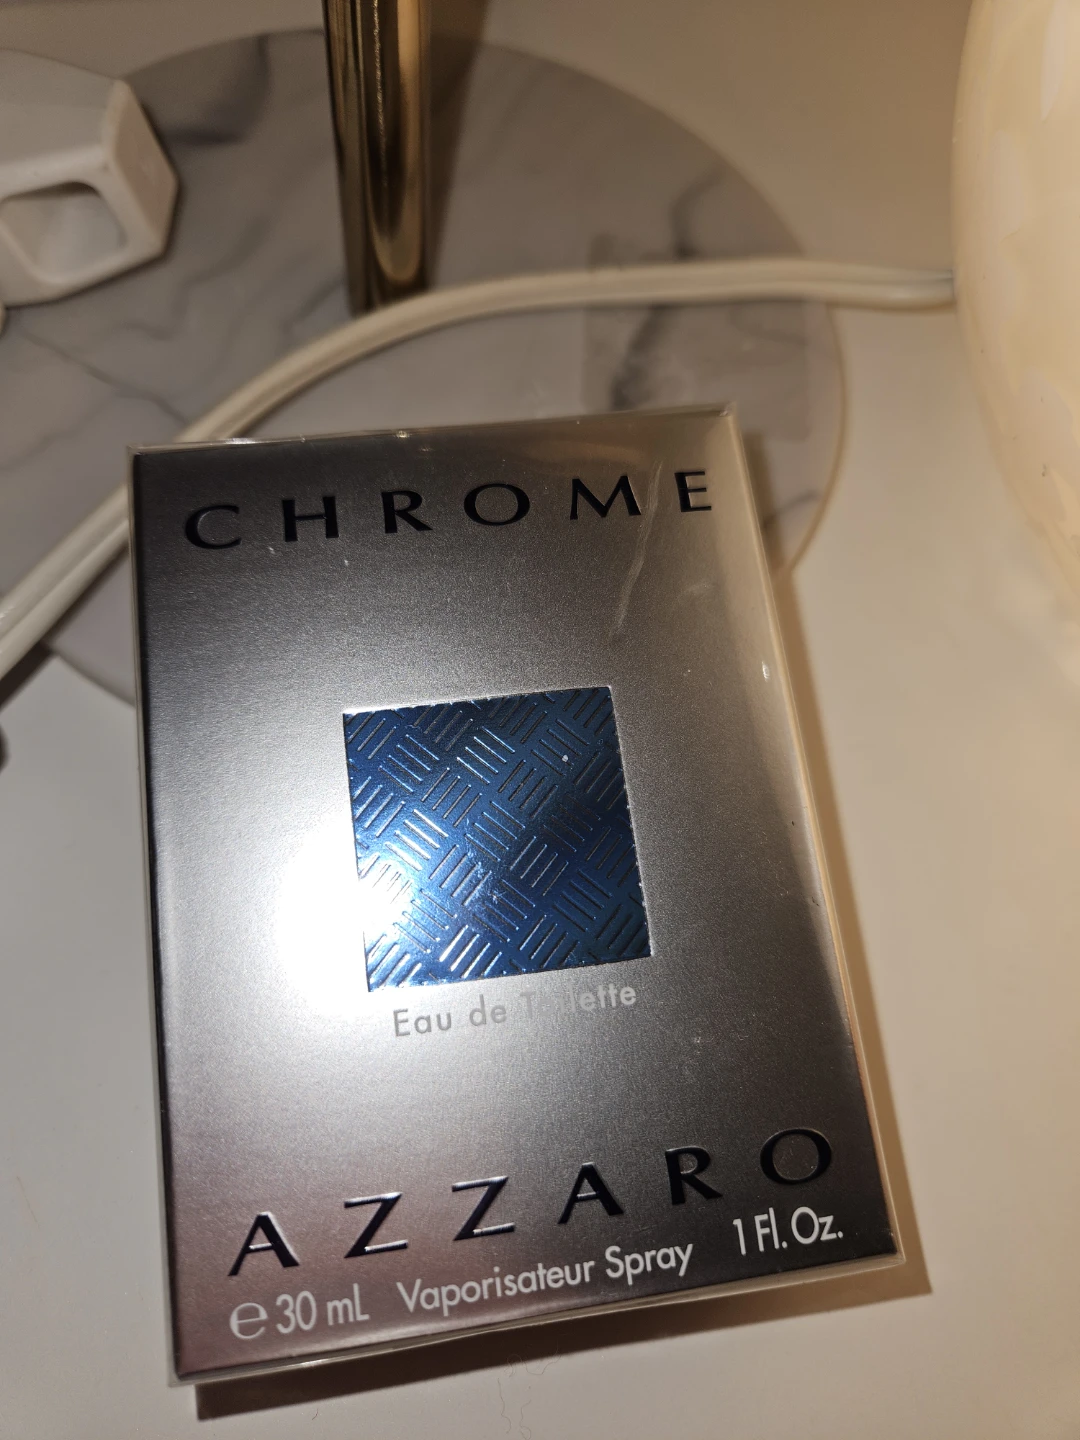 CHROME
Eau de Toilette
AZZARO
e 30 mL Vaporisateur Spray 1 Fl. Oz.